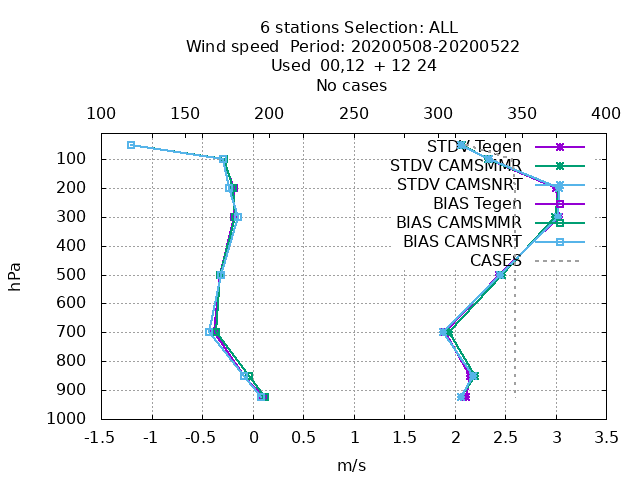 6 stations Selection: ALL
Wind speed  Period: 20200508-20200522
Used  00,12  + 12 24
No cases
100 150 200 250 300 350 400
STDV Tegen
STDV CAMSMMR
STDV CAMSNRT
BIAS Tegen
BIAS CAMSMMR
BIAS CAMSNRT
CASES
100
200
300
400
500
600
700
800
900
1000
hPa
-1.5 -1 -0.5 0 0.5 1 1.5 2 2.5 3 3.5
m/s